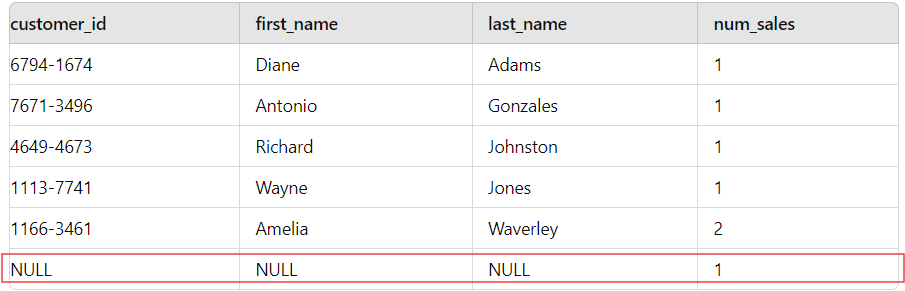 customer_id first_name last_name num_sales
6794-1674 Diane Adams 1
7671-3496 Antonio Gonzales 1
4649-4673 Richard Johnston 1
1113-7741 Wayne Jones 1
1166-3461 Amelia Waverley 2
NULL NULL NULL 1